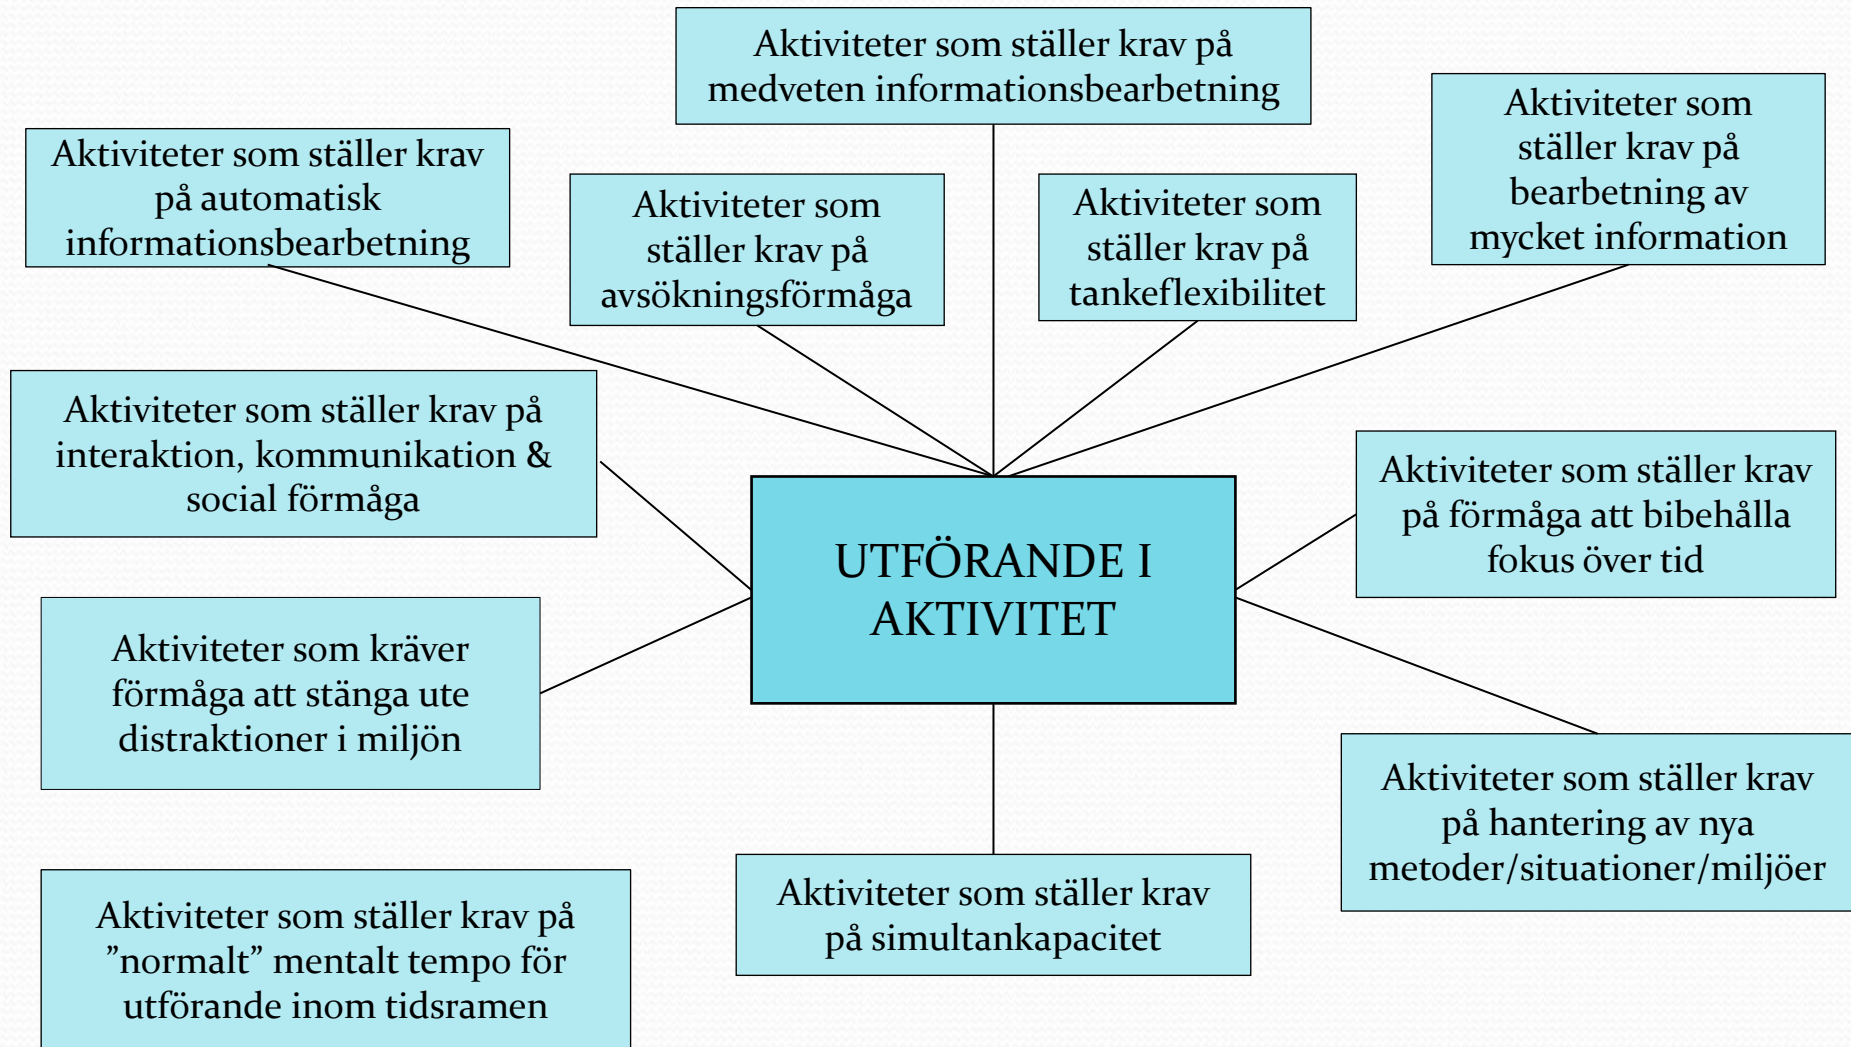 Aktiviteter som ställer krav på
medveten informationsbearbetning
Aktiviteter som
ställer krav på
bearbetning av
mycket information
Aktiviteter som ställer krav
på automatisk
informationsbearbetning
Aktiviteter som
ställer krav på
avsökningsförmåga
Aktiviteter som
ställer krav på
tankeflexibilitet
Aktiviteter som ställer krav på
interaktion, kommunikation &
social förmåga
Aktiviteter som ställer krav
på förmåga att bibehålla
fokus över tid
UTFÖRANDE I
AKTIVITET
Aktiviteter som kräver
förmåga att stänga ute
distraktioner i miljön
Aktiviteter som ställer krav
på hantering av nya
metoder/situationer/miljöer
Aktiviteter som ställer krav
på simultankapacitet
Aktiviteter som ställer krav på
”normalt” mentalt tempo för
utförande inom tidsramen